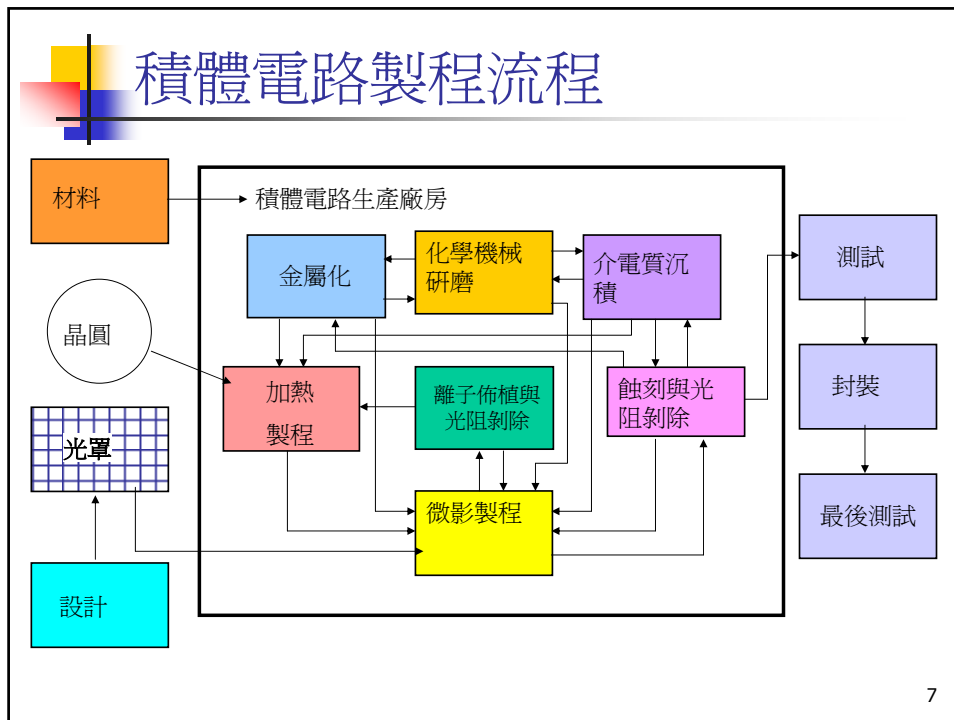 積體電路製程流程
材料
積體電路生產廠房
金屬化
化學機械
研磨
介電質沉
積
測試
晶圓
加熱
製程
離子佈植與
光阻剝除
蝕刻與光
阻剝除
封裝
光罩
微影製程
最後測試
設計
7